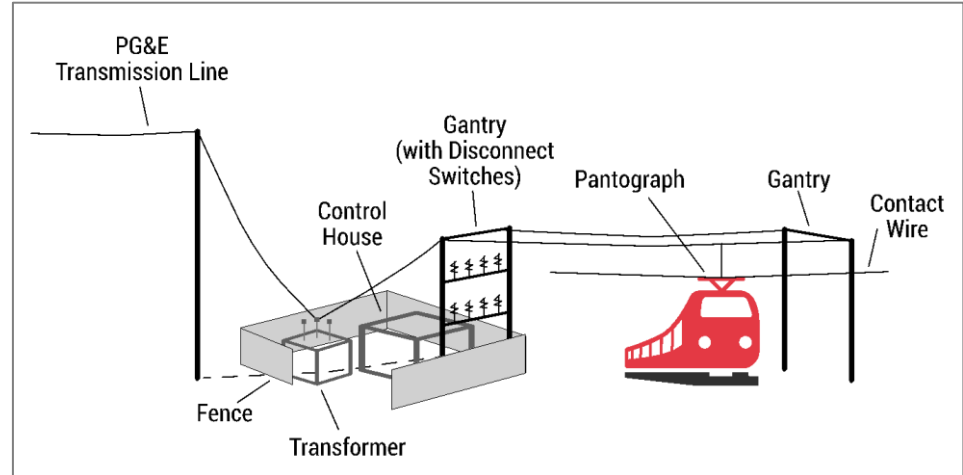 PG&E
Transmission Line
Gantry
(with Disconnect
Switches)
Pantograph
Gantry
Contact
Wire
Control
House
Fence
Transformer